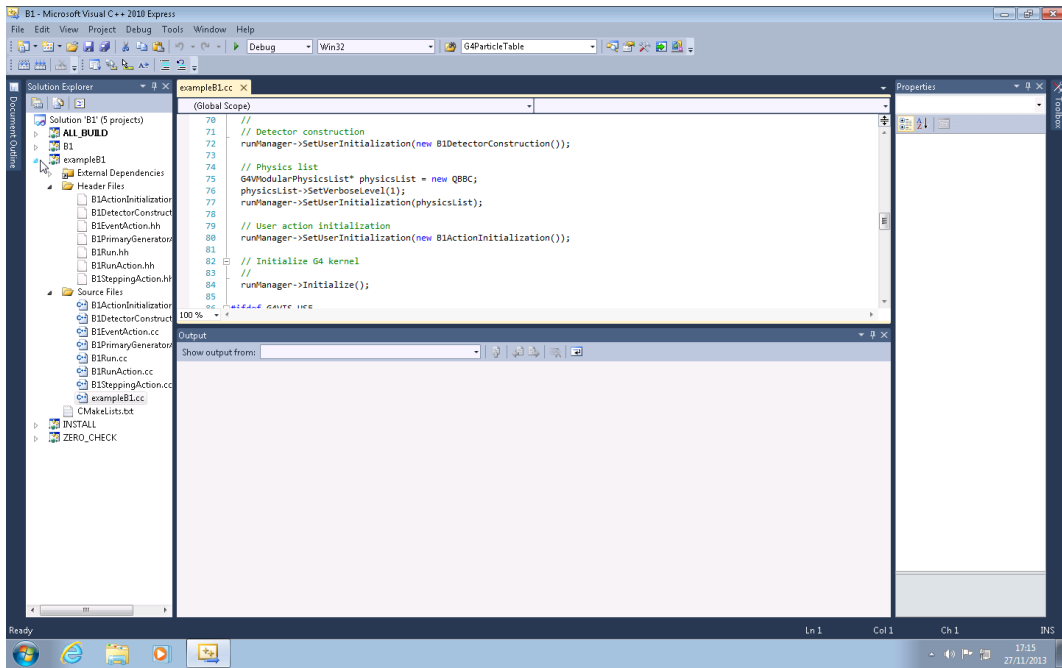 B1 - Microsoft Visual C++ 2010 Express
File Edit View Project Debug Tools Window Help
Debug Win32 G4ParticleTable
Solution Explorer
exampleB1.cc
Properties
Document Outline
Toolbox
(Global Scope)
Solution 'B1' (5 projects)
ALL_BUILD
B1
exampleB1
External Dependencies
Header Files
B1ActionInitialization
B1DetectorConstruct
B1EventAction.hh
B1PrimaryGenerator
B1Run.hh
B1RunAction.hh
B1SteppingAction.hh
Source Files
B1ActionInitialization
B1DetectorConstruct
B1EventAction.cc
B1PrimaryGenerator
B1Run.cc
B1RunAction.cc
B1SteppingAction.cc
exampleB1.cc
CMakeLists.txt
INSTALL
ZERO_CHECK
70 //
71 // Detector construction
72 runManager->SetUserInitialization(new B1DetectorConstruction());
73
74 // Physics list
75 G4VModularPhysicsList* physicsList = new QBBC;
76 physicsList->SetVerboseLevel(1);
77 runManager->SetUserInitialization(physicsList);
78
79 // User action initialization
80 runManager->SetUserInitialization(new B1ActionInitialization());
81
82 // Initialize G4 kernel
83 //
84 runManager->Initialize();
85
86 #ifdef G4VIS_USE
100 %
Output
Show output from:
Ready Ln 1 Col 1 Ch 1 INS
17:15
27/11/2013